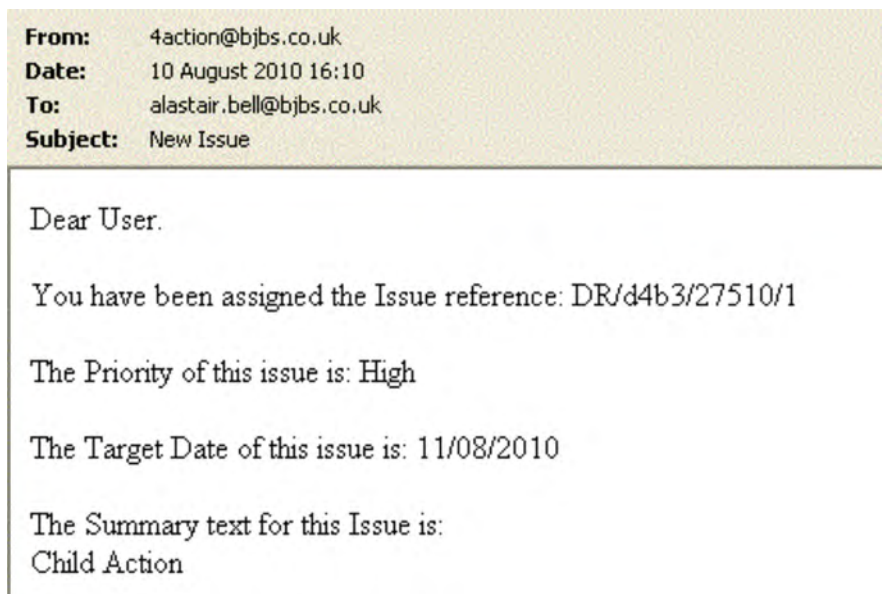 From: 4action@bjbs.co.uk
Date: 10 August 2010 16:10
To: alastair.bell@bjbs.co.uk
Subject: New Issue
Dear User.
You have been assigned the Issue reference: DR/d4b3/27510/1
The Priority of this issue is: High
The Target Date of this issue is: 11/08/2010
The Summary text for this Issue is:
Child Action